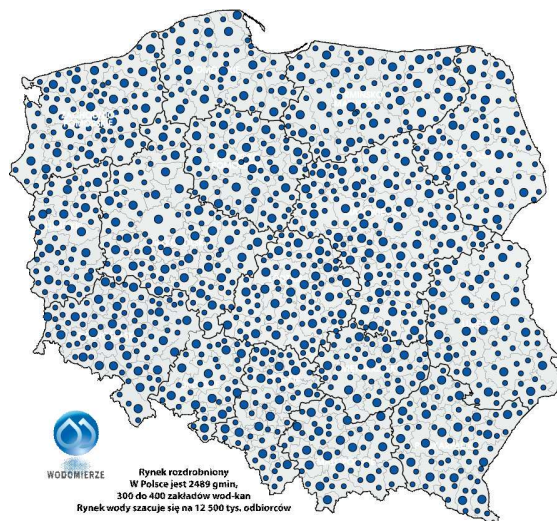 WODOMIERZE
Rynek rozdrobniony
W Polsce jest 2489 gmin,
300 do 400 zakładów wod-kan
Rynek wody szacuje się na 12 500 tys. odbiorców